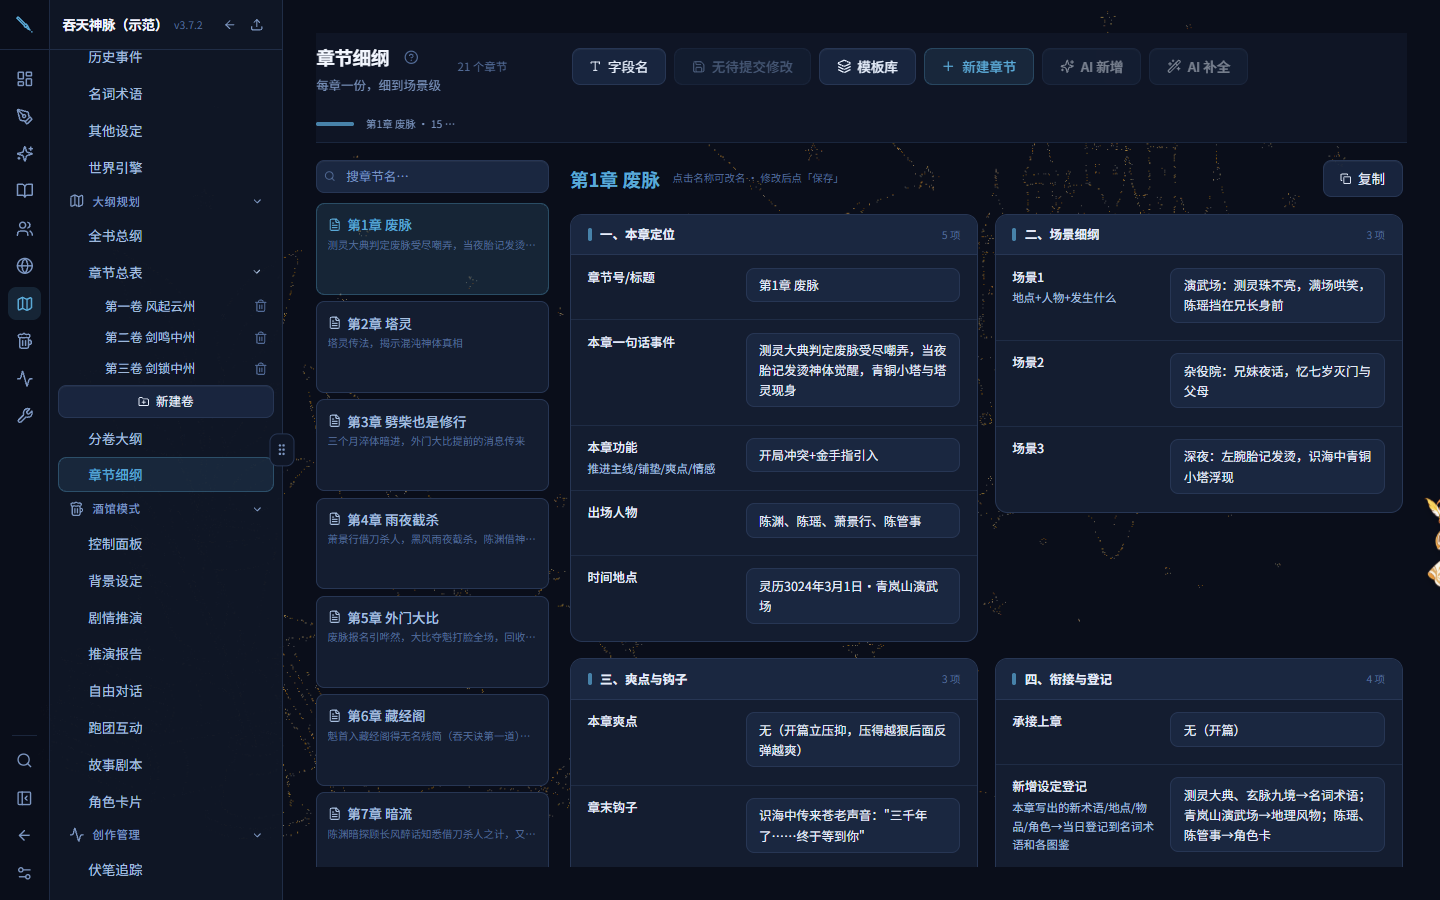 吞天神脉（示范） v3.7.2
历史事件
名词术语
其他设定
世界引擎
大纲规划
全书总纲
章节总表
第一卷 风起云州
第二卷 剑鸣中州
第三卷 剑锁中州
新建卷
分卷大纲
章节细纲
酒馆模式
控制面板
背景设定
剧情推演
推演报告
自由对话
跑团互动
故事剧本
角色卡片
创作管理
伏笔追踪
章节细纲
每章一份，细到场景级
21 个章节
字段名
无待提交修改
模板库
新建章节
AI 新增
AI 补全
第1章 废脉 · 15 …
搜章节名…
第1章 废脉
测灵大典判定废脉受尽嘲弄，当夜胎记发烫…
第2章 塔灵
塔灵传法，揭示混沌神体真相
第3章 劈柴也是修行
三个月淬体暗进，外门大比提前的消息传来
第4章 雨夜截杀
萧景行借刀杀人，黑风雨夜截杀，陈渊借神…
第5章 外门大比
废脉报名引哗然，大比夺魁打脸全场，回收…
第6章 藏经阁
魁首入藏经阁得无名残简（吞天诀第一道）…
第7章 暗流
陈渊暗探顾长风醉话知悉借刀杀人之计，又…
第1章 废脉
点击名称可改名 · 修改后点「保存」
复制
一、本章定位
5 项
章节号/标题
第1章 废脉
本章一句话事件
测灵大典判定废脉受尽嘲弄，当夜
胎记发烫神体觉醒，青铜小塔与塔
灵现身
本章功能
推进主线/铺垫/爽点/情感
开局冲突+金手指引入
出场人物
陈渊、陈瑶、萧景行、陈管事
时间地点
灵历3024年3月1日·青岚山演武
场
二、场景细纲
3 项
场景1
地点+人物+发生什么
演武场：测灵珠不亮，满场哄笑，
陈瑶挡在兄长身前
场景2
杂役院：兄妹夜话，忆七岁灭门与
父母
场景3
深夜：左腕胎记发烫，识海中青铜
小塔浮现
三、爽点与钩子
3 项
本章爽点
无（开篇立压抑，压得越狠后面反
弹越爽）
章末钩子
识海中传来苍老声音："三千年
了……终于等到你"
四、衔接与登记
4 项
承接上章
无（开篇）
新增设定登记
本章写出的新术语/地点/物
品/角色→当日登记到名词术
语和各图鉴
测灵大典、玄脉九境→名词术语；
青岚山演武场→地理风物；陈瑶、
陈管事→角色卡